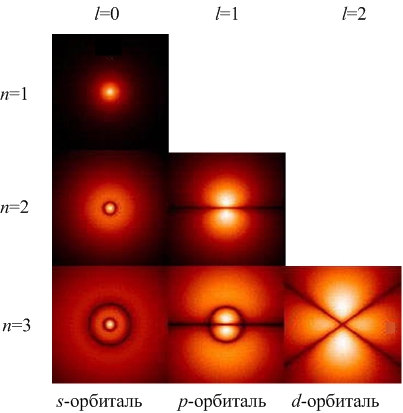 l=0 l=1 l=2
n=1
n=2
n=3
s-орбиталь p-орбиталь d-орбиталь